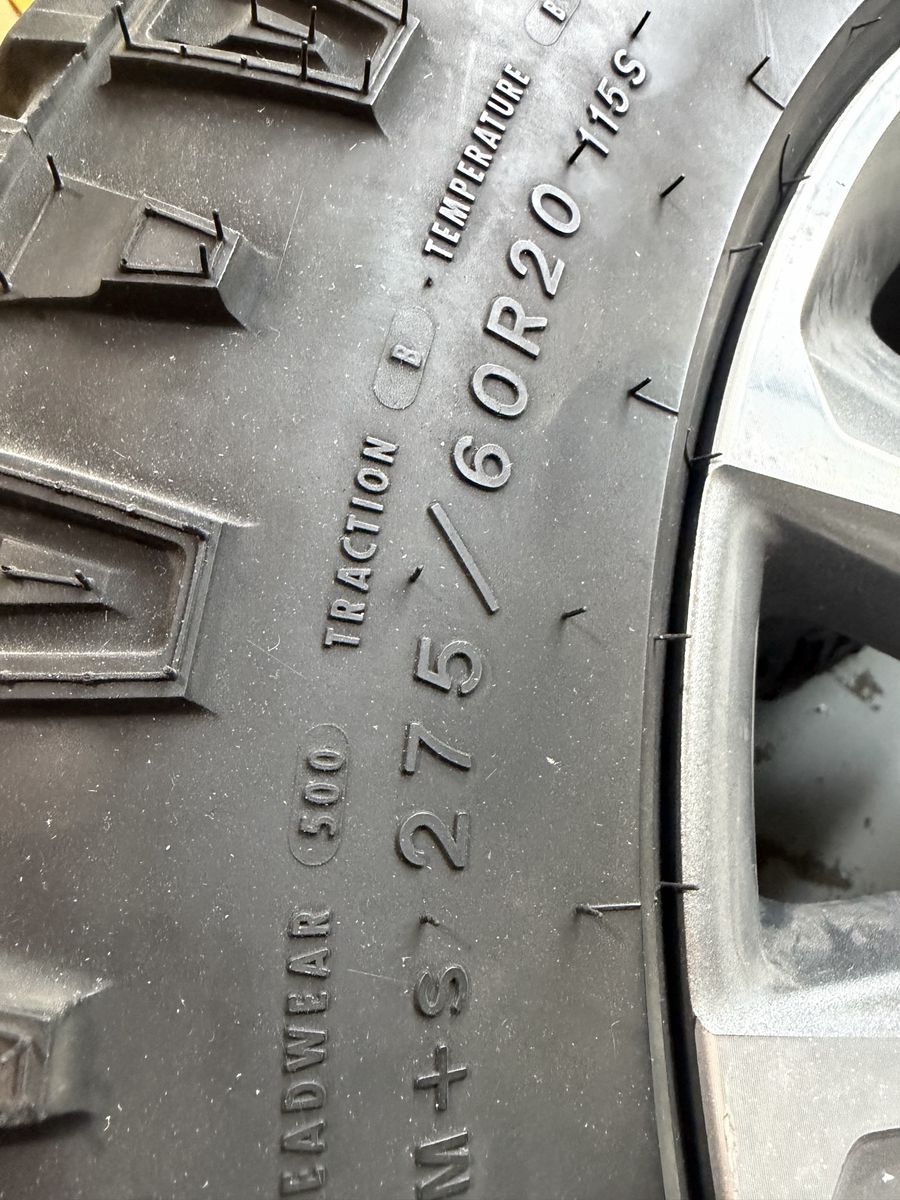 EADWEAR 500 TRACTION B TEMPERATURE B
M+S 275/60R20 115S